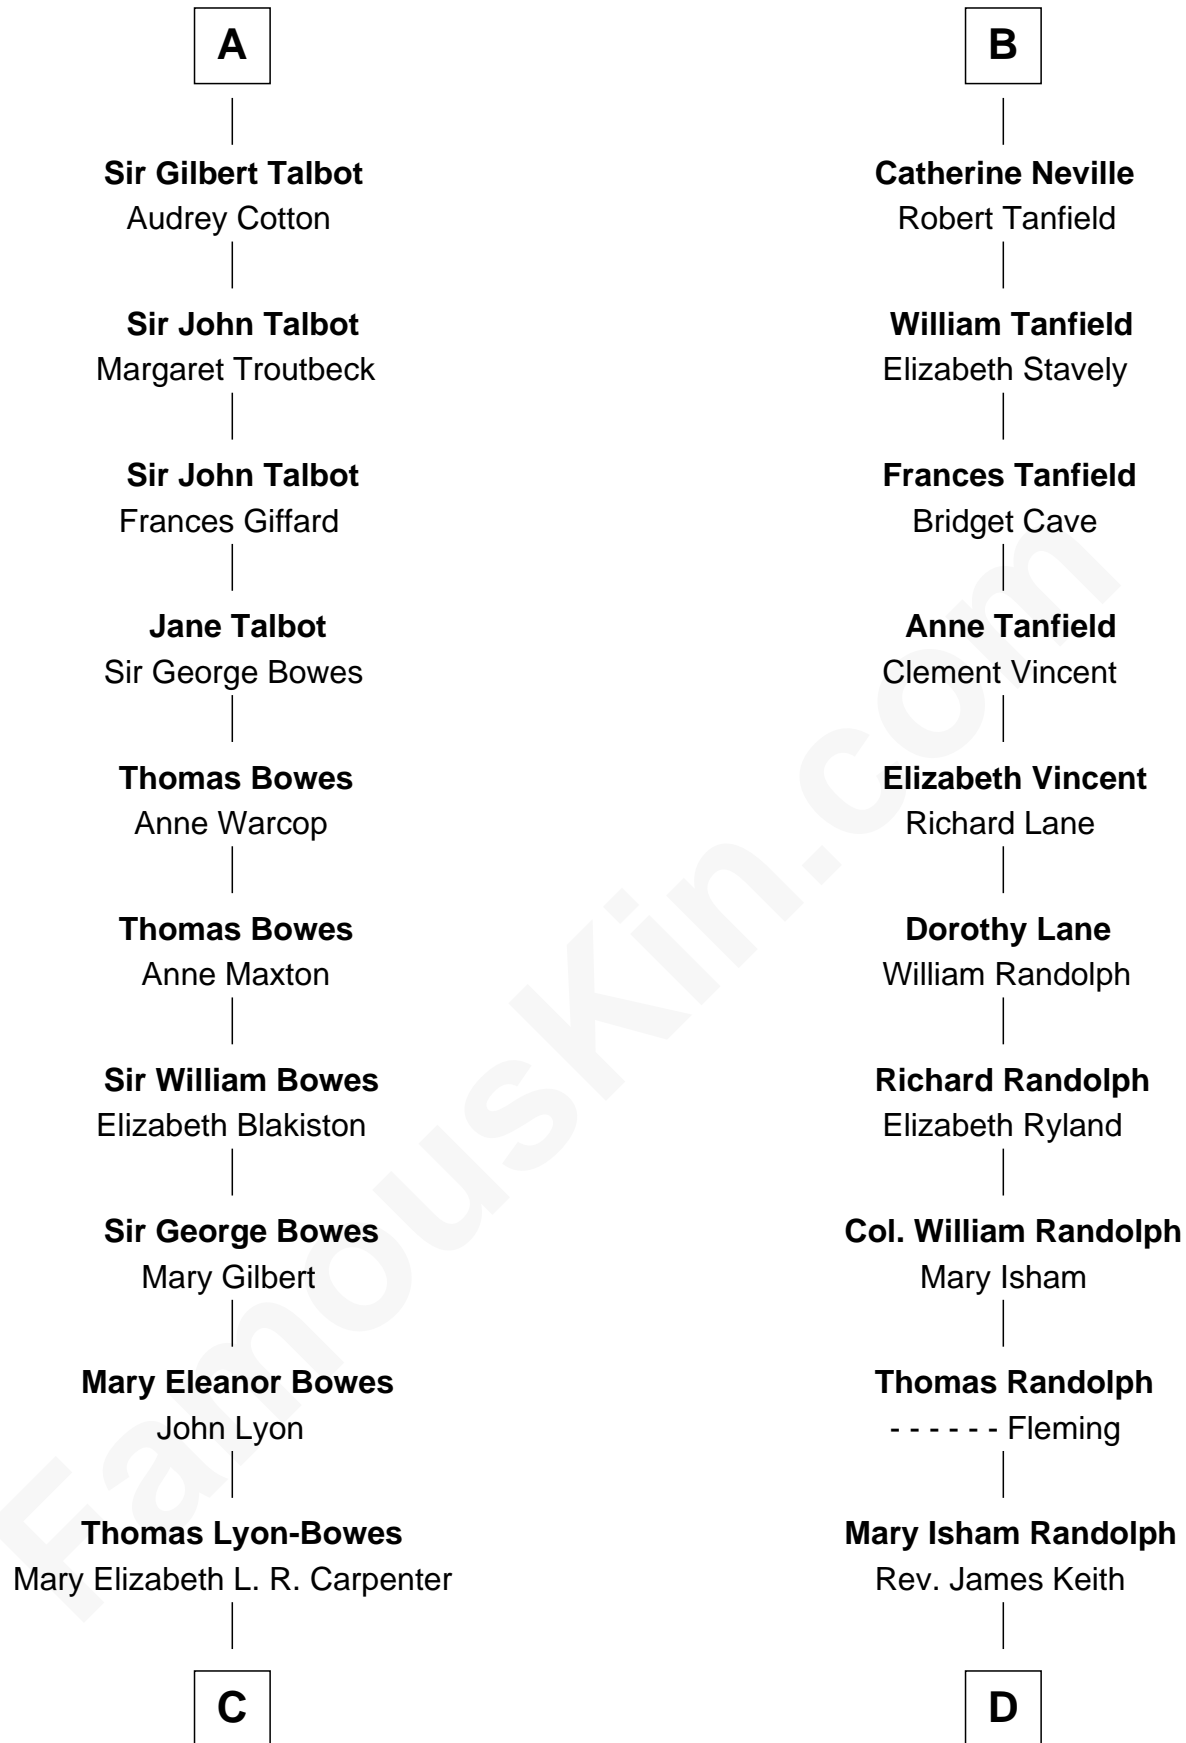 A
Sir Gilbert Talbot
Audrey Cotton
Sir John Talbot
Margaret Troutbeck
Sir John Talbot
Frances Giffard
Jane Talbot
Sir George Bowes
Thomas Bowes
Anne Warcop
Thomas Bowes
Anne Maxton
Sir William Bowes
Elizabeth Blakiston
Sir George Bowes
Mary Gilbert
Mary Eleanor Bowes
John Lyon
Thomas Lyon-Bowes
Mary Elizabeth L. R. Carpenter
C
B
Catherine Neville
Robert Tanfield
William Tanfield
Elizabeth Stavely
Frances Tanfield
Bridget Cave
Anne Tanfield
Clement Vincent
Elizabeth Vincent
Richard Lane
Dorothy Lane
William Randolph
Richard Randolph
Elizabeth Ryland
Col. William Randolph
Mary Isham
Thomas Randolph
- - - - - - Fleming
Mary Isham Randolph
Rev. James Keith
D
FamousKin.com